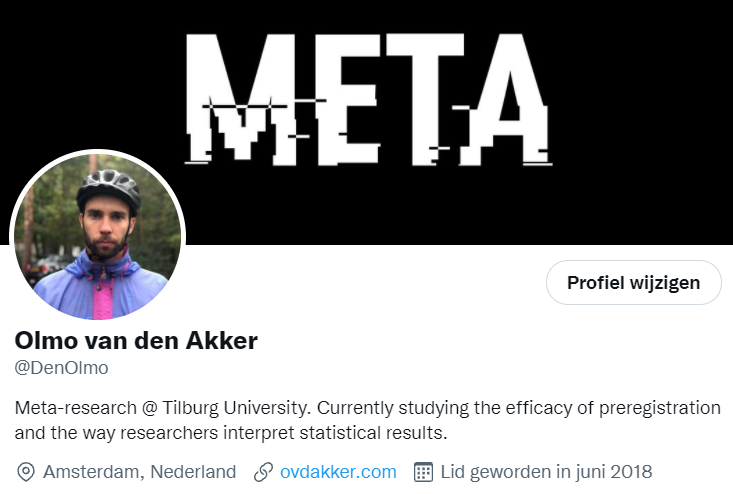 META
Profiel wijzigen
Olmo van den Akker
@DenOlmo
Meta-research @ Tilburg University. Currently studying the efficacy of preregistration
and the way researchers interpret statistical results.
Amsterdam, Nederland ovdakker.com Lid geworden in juni 2018